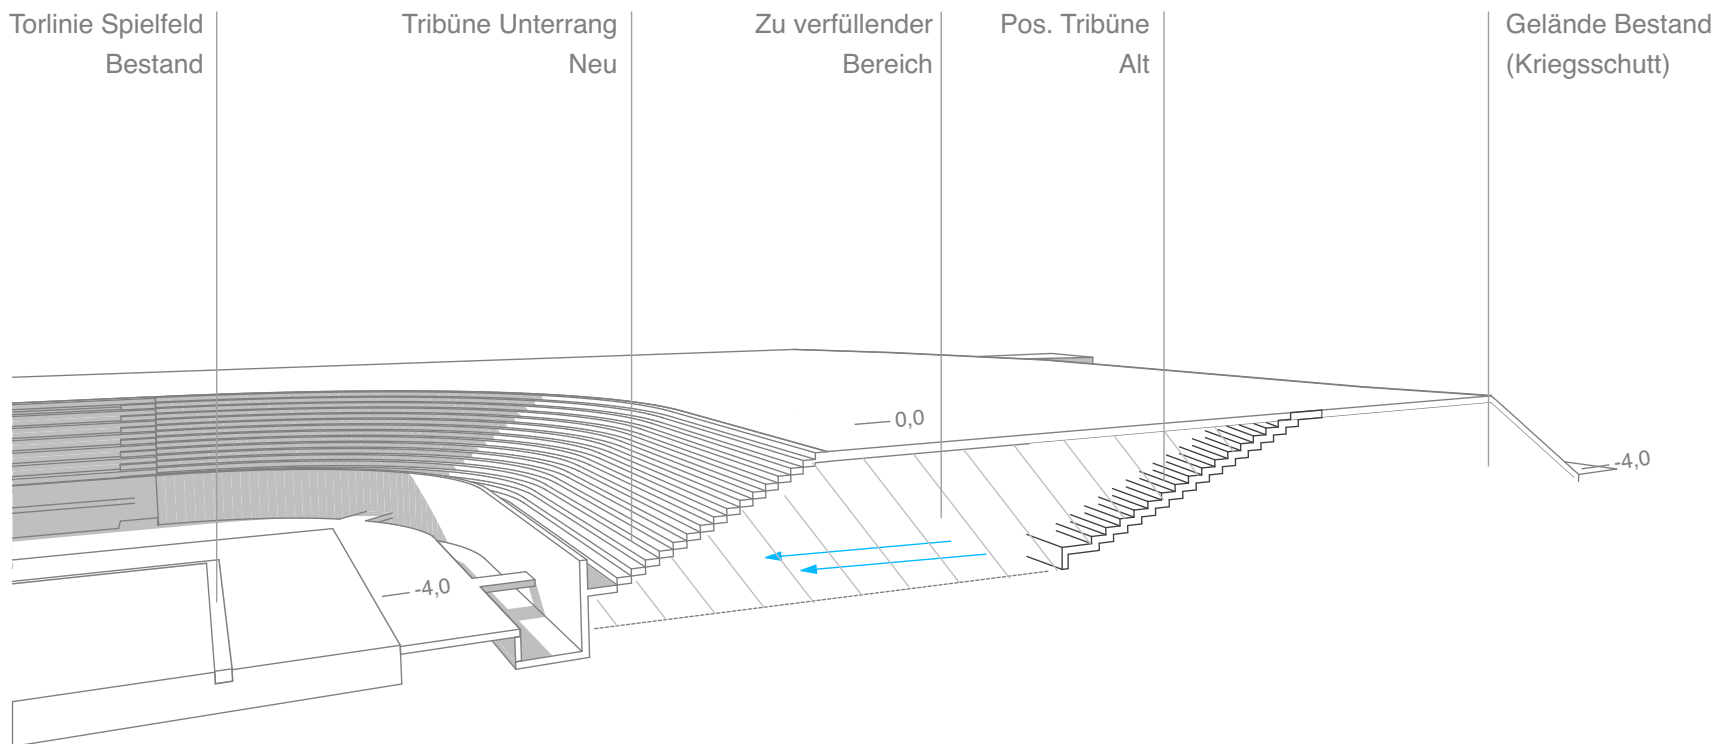 Torlinie Spielfeld
Bestand
Tribüne Unterrang
Neu
Zu verfüllender
Bereich
Pos. Tribüne
Alt
Gelände Bestand
(Kriegsschutt)
0,0
-4,0
-4,0